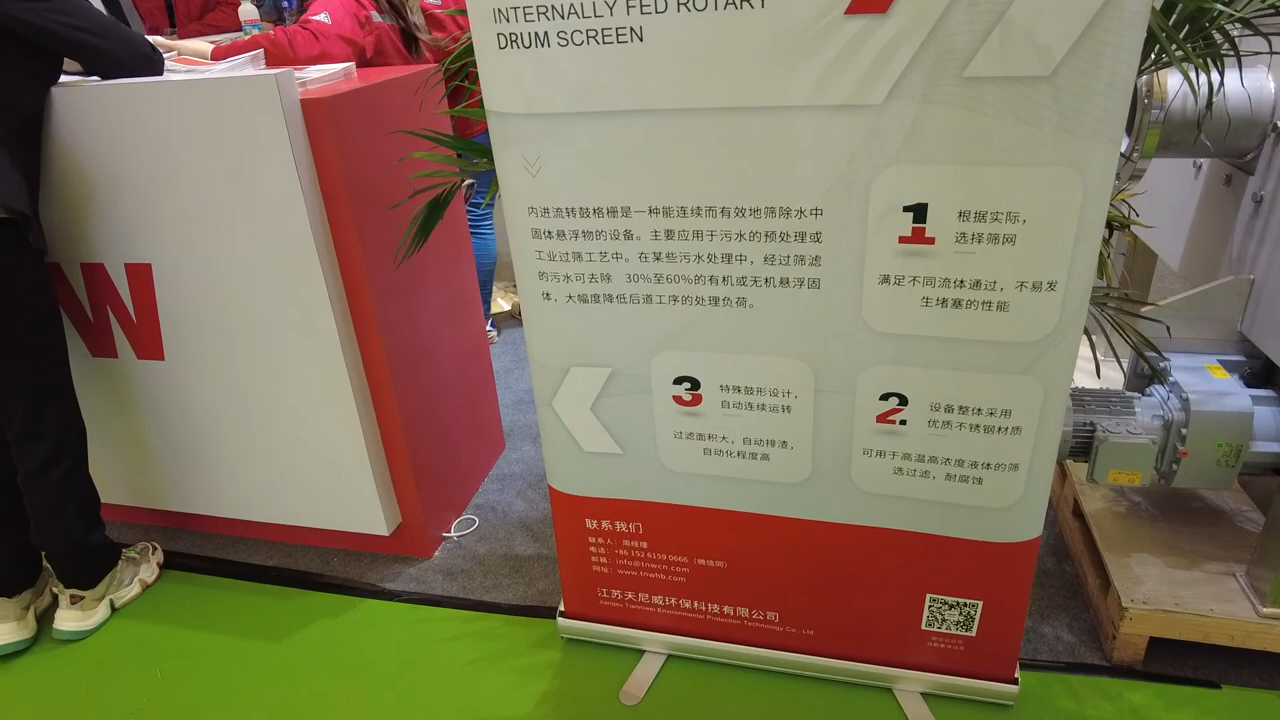 INTERNALLY FED ROTARY
DRUM SCREEN
内进流转鼓格栅是一种能连续而有效地筛除水中
固体悬浮物的设备。主要应用于污水的预处理或
工业过筛工艺中。在某些污水处理中，经过筛滤
的污水可去除 30%至60%的有机或无机悬浮固
体，大幅度降低后道工序的处理负荷。
1
根据实际，
选择筛网
满足不同流体通过，不易发
生堵塞的性能
3
特殊鼓形设计，
自动连续运转
过滤面积大，自动排渣，
自动化程度高
2.
设备整体采用
优质不锈钢材质
可用于高温高浓度液体的筛
选过滤，耐腐蚀
联系我们
联系人：周经理
电话：+86 152 6159 0666（微信同）
邮箱：info@tnwcn.com
网址：www.tnwhb.com
江苏天尼威环保科技有限公司
Jiangsu Tianniwei Environmental Protection Technology Co., Ltd
W